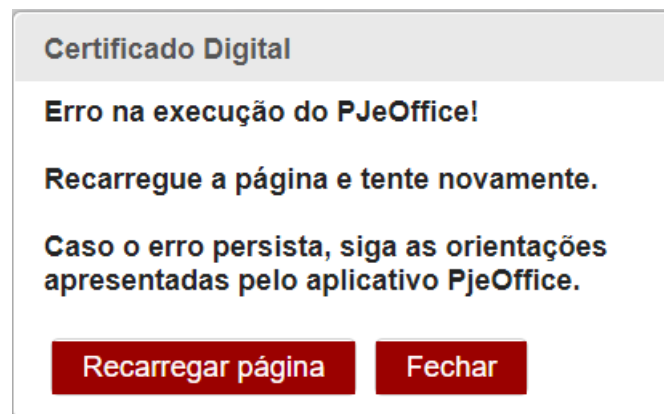 Certificado Digital
Erro na execução do PJeOffice!
Recarregue a página e tente novamente.
Caso o erro persista, siga as orientações
apresentadas pelo aplicativo PjeOffice.
Recarregar página Fechar